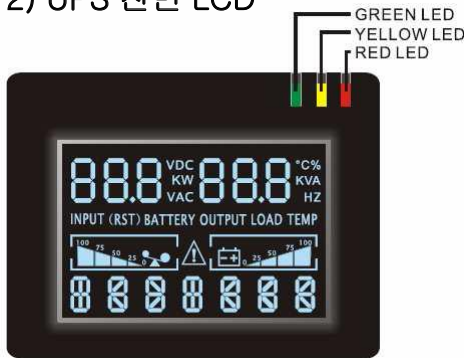 2) UPS 전면 LCD
GREEN LED
YELLOW LED
RED LED
88.8 VDC KW VAC 88.8 °C% KVA HZ
INPUT (RST) BATTERY OUTPUT LOAD TEMP
100 75 50 25 0 0 25 50 75 100